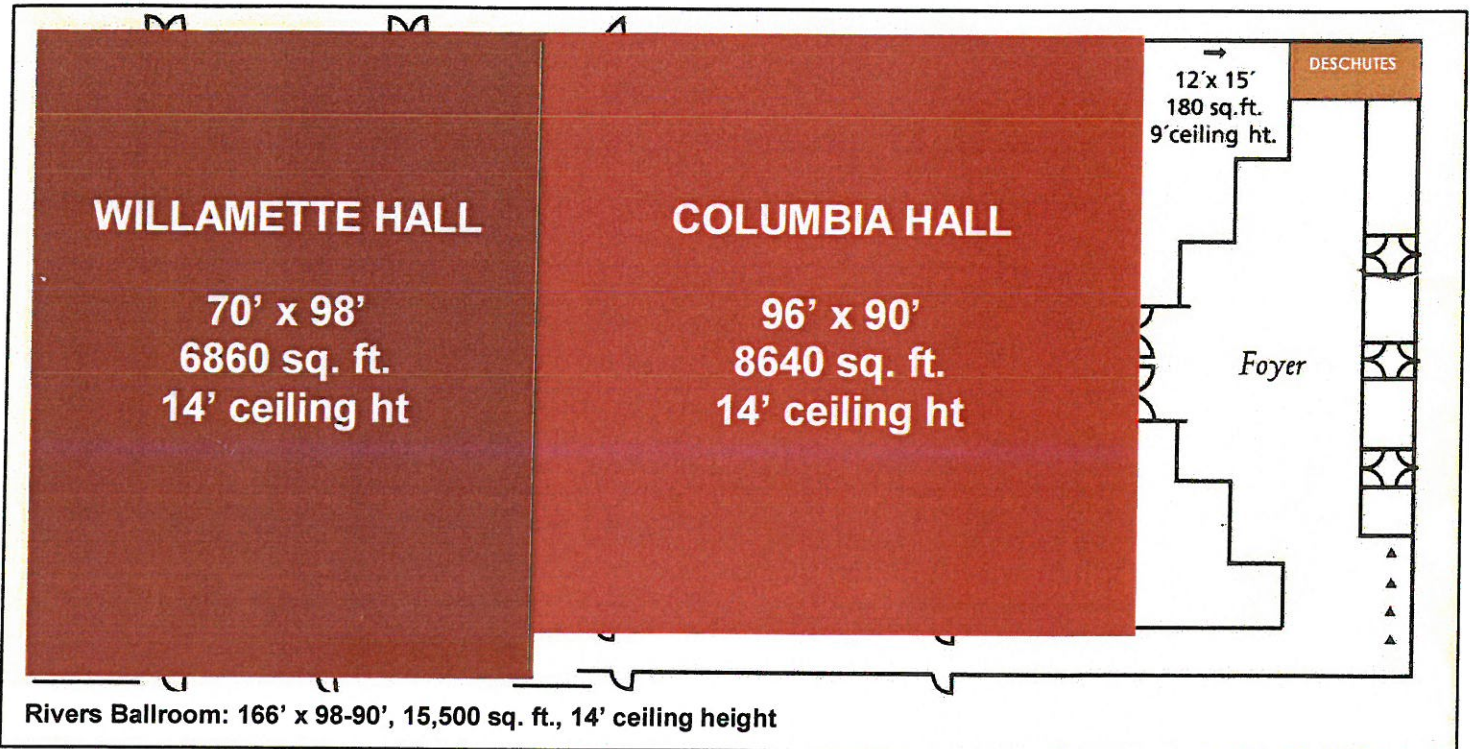 WILLAMETTE HALL
70’ x 98’
6860 sq. ft.
14’ ceiling ht
COLUMBIA HALL
96’ x 90’
8640 sq. ft.
14’ ceiling ht
→
12´x 15´
180 sq.ft.
9´ceiling ht.
DESCHUTES
Foyer
Rivers Ballroom: 166’ x 98-90’, 15,500 sq. ft., 14’ ceiling height